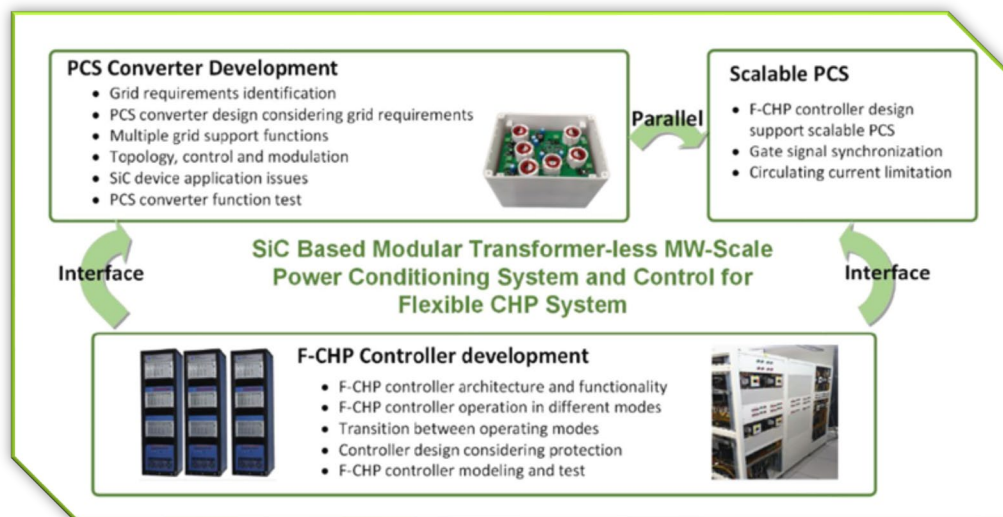 PCS Converter Development
• Grid requirements identification
• PCS converter design considering grid requirements
• Multiple grid support functions
• Topology, control and modulation
• SiC device application issues
• PCS converter function test
Parallel
Scalable PCS
• F-CHP controller design
support scalable PCS
• Gate signal synchronization
• Circulating current limitation
Interface
SiC Based Modular Transformer-less MW-Scale
Power Conditioning System and Control for
Flexible CHP System
Interface
F-CHP Controller development
• F-CHP controller architecture and functionality
• F-CHP controller operation in different modes
• Transition between operating modes
• Controller design considering protection
• F-CHP controller modeling and test